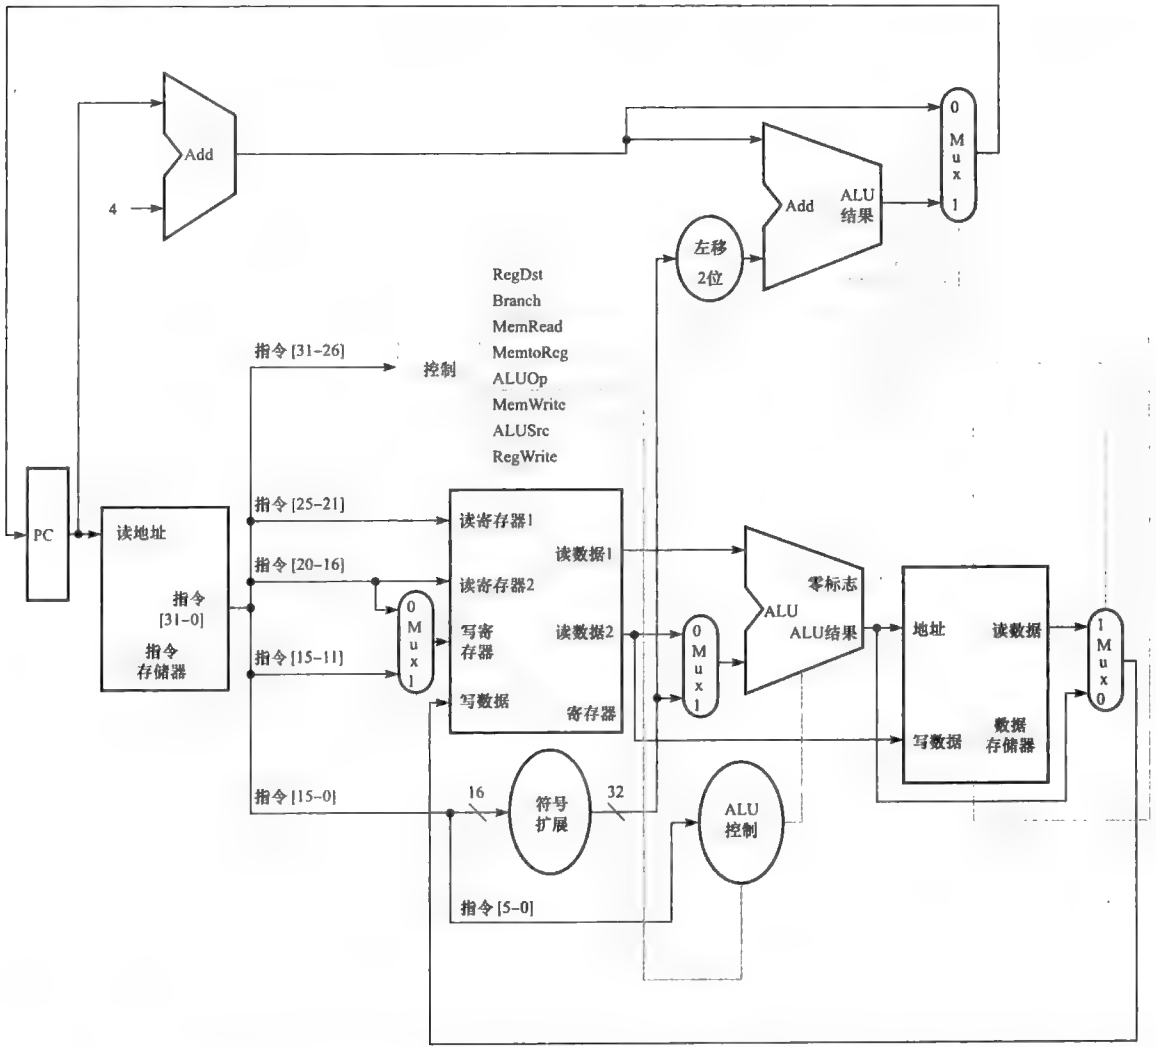 0
M
u
x
1
Add
Add
ALU
结果
4
左移
2位
RegDst
Branch
MemRead
MemtoReg
ALUOp
MemWrite
ALUSrc
RegWrite
指令 [31-26]
控制
PC
读地址
指令
[31-0]
指令
存储器
指令 [25-21]
指令 [20-16]
指令 [15-11]
0
M
u
x
1
读寄存器1
读寄存器2
写寄
存器
写数据
读数据1
读数据2
寄存器
0
M
u
x
1
零标志
ALU
ALU结果
地址
读数据
写数据
数据
存储器
1
M
u
x
0
指令 [15-0]
16
符号
扩展
32
ALU
控制
指令 [5-0]